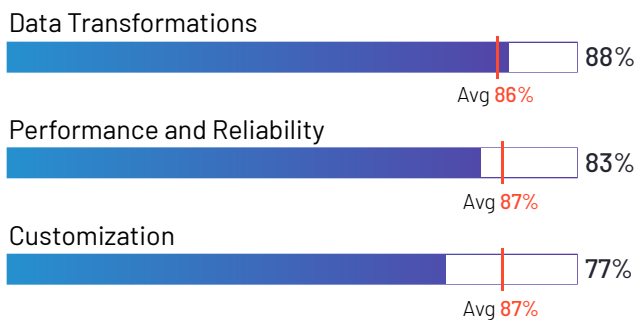 Data Transformations
88%
Avg 86%
Performance and Reliability
83%
Avg 87%
Customization
77%
Avg 87%